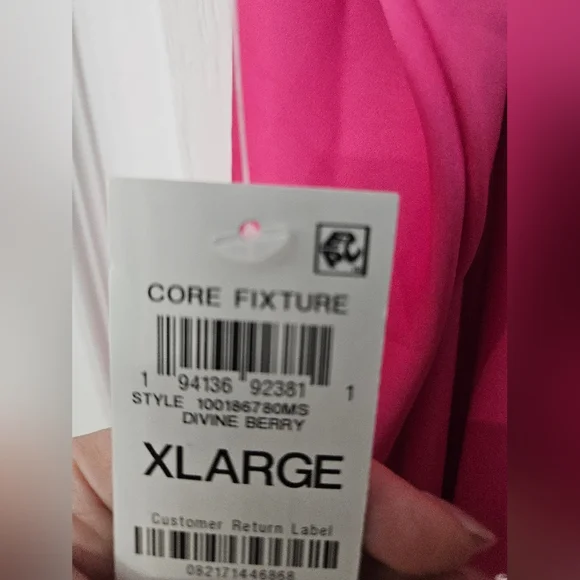 CORE FIXTURE
1 94136 92381 1
STYLE 100186780MS
DIVINE BERRY
XLARGE
Customer Return Label
082171446868